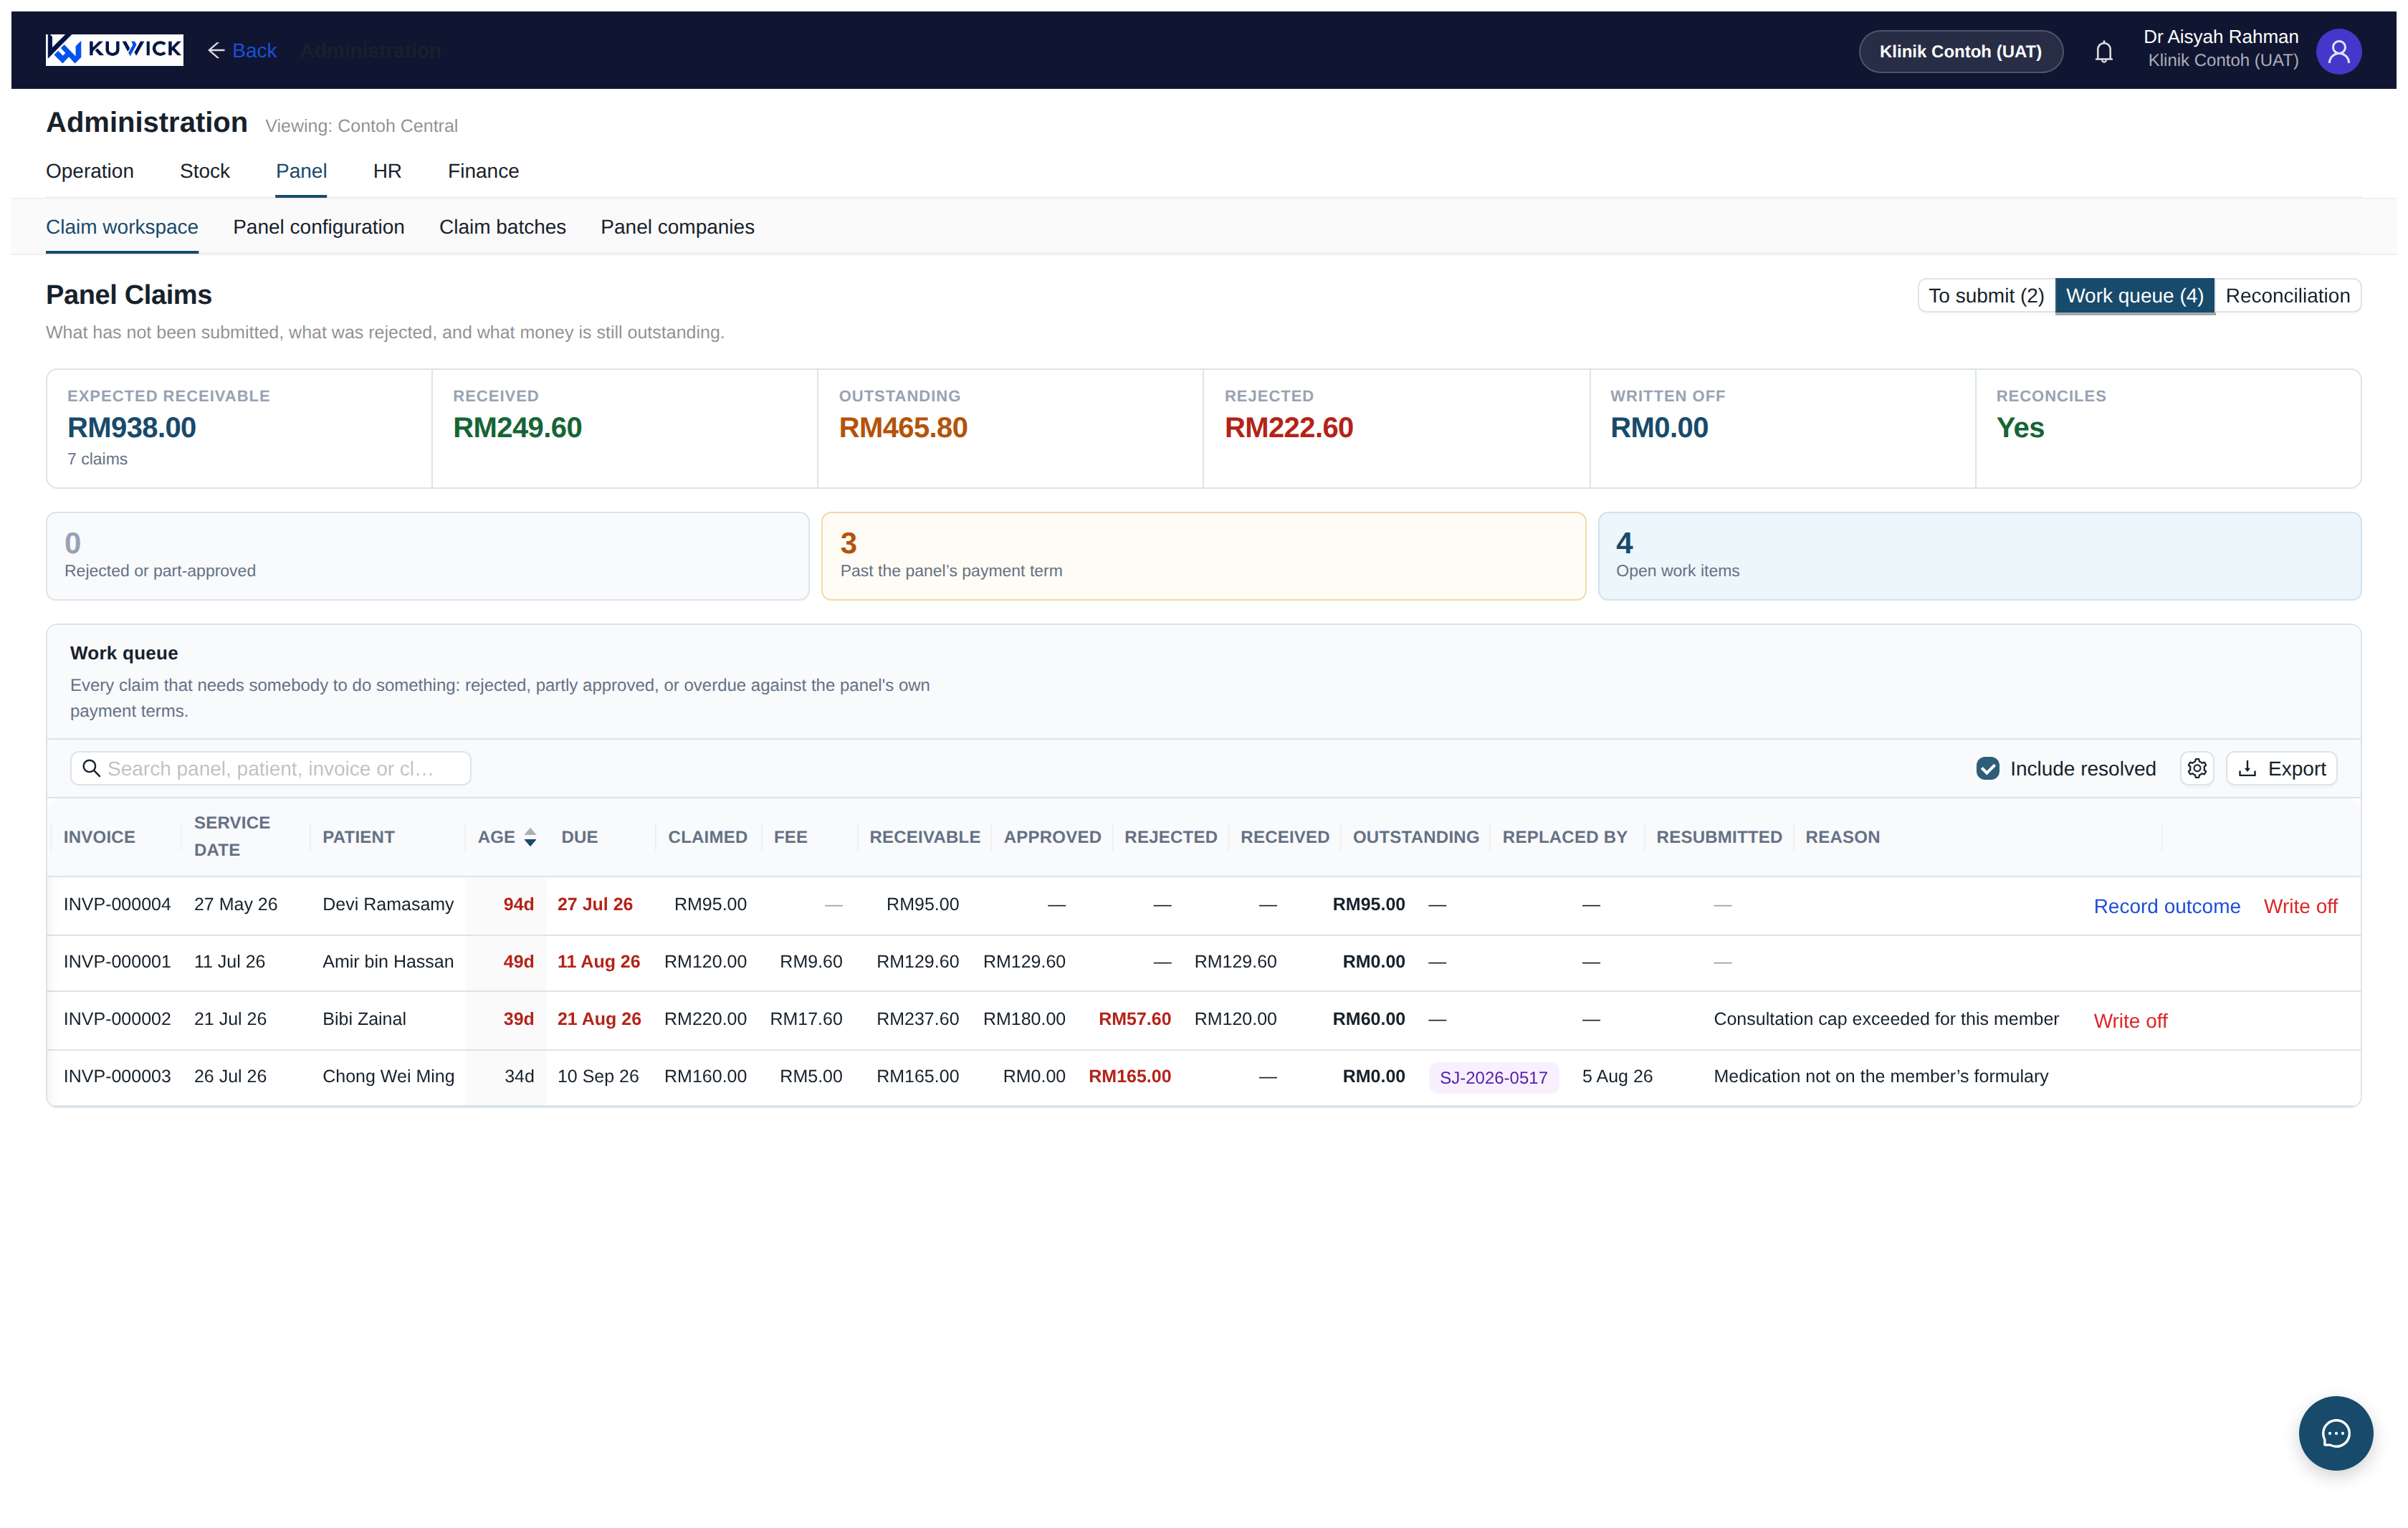 KUWICK
Back Administration
Klinik Contoh (UAT)
Dr Aisyah Rahman
Klinik Contoh (UAT)
Administration Viewing: Contoh Central
Operation Stock Panel HR Finance
Claim workspace Panel configuration Claim batches Panel companies
Panel Claims
To submit (2) Work queue (4) Reconciliation
What has not been submitted, what was rejected, and what money is still outstanding.
EXPECTED RECEIVABLE RECEIVED OUTSTANDING REJECTED WRITTEN OFF RECONCILES
RM938.00 RM249.60 RM465.80 RM222.60 RM0.00 Yes
7 claims
0 3 4
Rejected or part-approved Past the panel’s payment term Open work items
Work queue
Every claim that needs somebody to do something: rejected, partly approved, or overdue against the panel's own
payment terms.
Search panel, patient, invoice or cl… Include resolved Export
INVOICE SERVICE DATE PATIENT AGE DUE CLAIMED FEE RECEIVABLE APPROVED REJECTED RECEIVED OUTSTANDING REPLACED BY RESUBMITTED REASON
INVP-000004 27 May 26 Devi Ramasamy 94d 27 Jul 26 RM95.00 — RM95.00 — — — RM95.00 — — — Record outcome Write off
INVP-000001 11 Jul 26 Amir bin Hassan 49d 11 Aug 26 RM120.00 RM9.60 RM129.60 RM129.60 — RM129.60 RM0.00 — — —
INVP-000002 21 Jul 26 Bibi Zainal 39d 21 Aug 26 RM220.00 RM17.60 RM237.60 RM180.00 RM57.60 RM120.00 RM60.00 — — Consultation cap exceeded for this member Write off
INVP-000003 26 Jul 26 Chong Wei Ming 34d 10 Sep 26 RM160.00 RM5.00 RM165.00 RM0.00 RM165.00 — RM0.00 SJ-2026-0517 5 Aug 26 Medication not on the member’s formulary